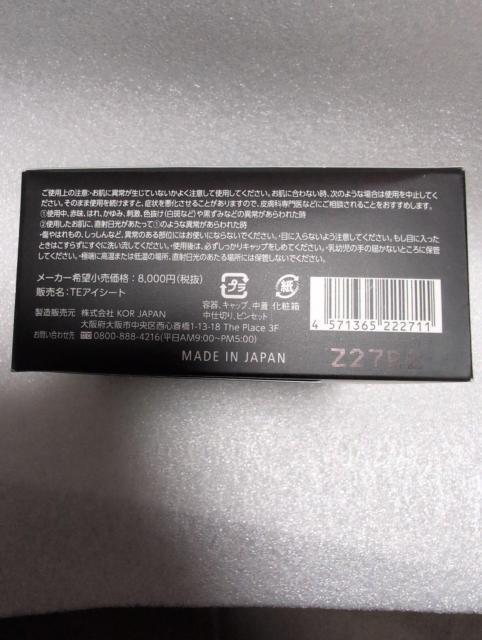 ご使用上の注意:・お肌に異常が生じていないかよく注意して使用してください。お肌に合わない時、次のような場合は使用を中止してく
ださい。そのまま使用を続けますと、症状を悪化させることがありますので、皮膚科専門医などにご相談されることをおすすめします。
①使用中、赤味、はれ、かゆみ、刺激、色抜け(白斑など)や黒ずみなどの異常があらわれた時
②使用したお肌に、直射日光があたって①のような異常があらわれた時
・傷やはれもの、しっしんなど、異常のある部位にはお使いにならないでください。・目に入らないよう注意してください。もし目に入った
ときはこすらずにすぐに洗い流してください。・使用後は、必ずしっかりキャップをしめてください。・乳幼児の手の届かないところに保管
してください。・極端に高温または低温の場所、直射日光のあたる場所には保管しないでください。
メーカー希望小売価格:8,000円(税抜)
販売名:TEアイシート
プラ
容器、キャップ、中蓋
中仕切り、ピンセット
紙
化粧箱
4 571365 222711
製造販売元 株式会社 KOR JAPAN
大阪府大阪市中央区西心斎橋1-13-18 The Place 3F
お問い合わせ先 0800-888-4216(平日AM9:00~PM5:00)
MADE IN JAPAN